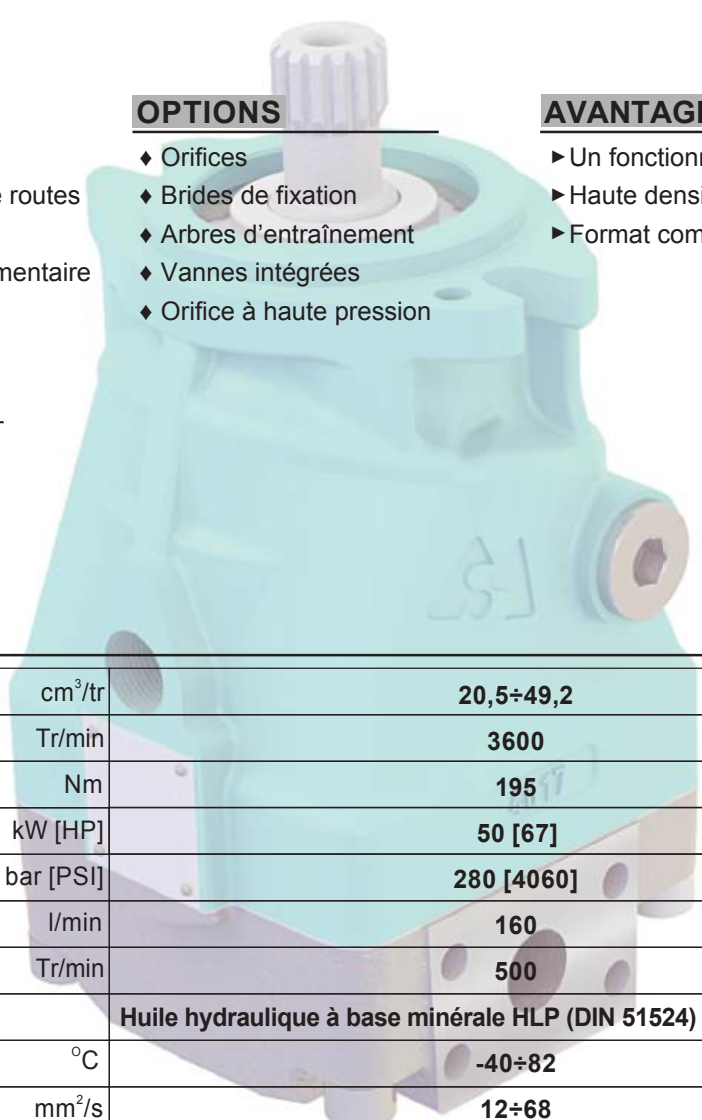 OPTIONS
♦ Orifices
♦ Brides de fixation
♦ Arbres d’entraînement
♦ Vannes intégrées
♦ Orifice à haute pression
AVANTAG
► Un fonction
► Haute densi
► Format com
routes
mentaire
r
cm³/tr 20,5÷49,2
Tr/min 3600
Nm 195
kW [HP] 50 [67]
bar [PSI] 280 [4060]
l/min 160
Tr/min 500
Huile hydraulique à base minérale HLP (DIN 51524)
°C -40÷82
mm²/s 12÷68